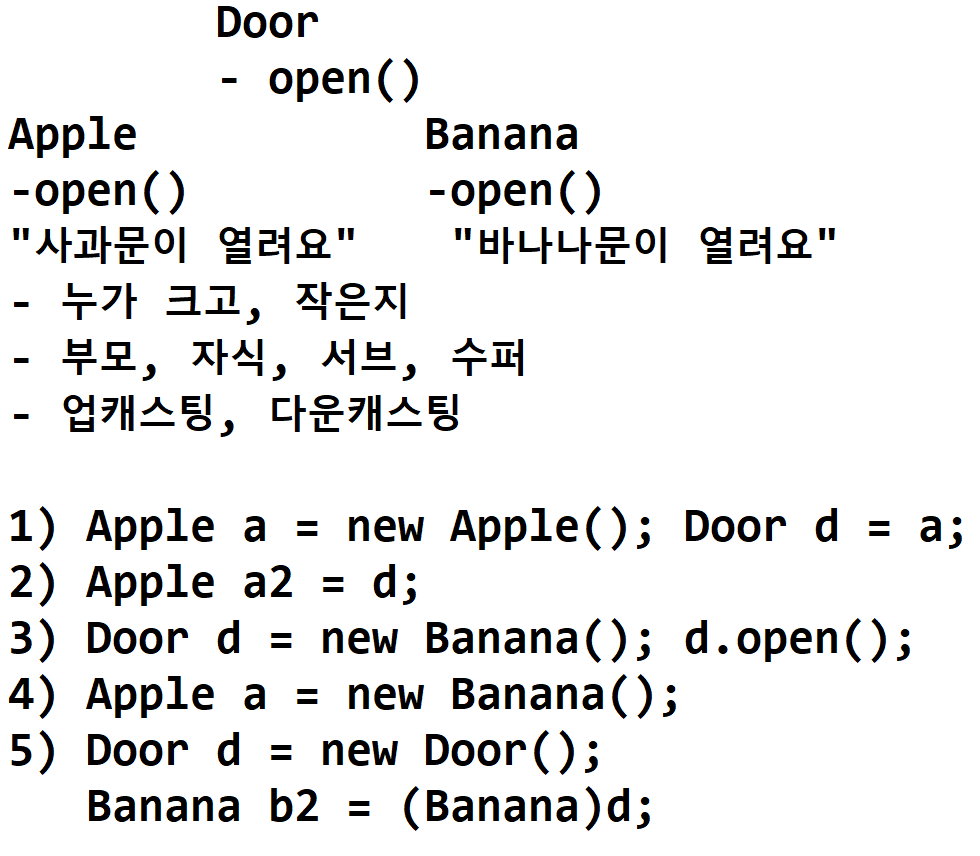 Door
- open()
Apple Banana
-open() -open()
"사과문이 열려요" "바나나문이 열려요"
- 누가 크고, 작은지
- 부모, 자식, 서브, 수퍼
- 업캐스팅, 다운캐스팅
1) Apple a = new Apple(); Door d = a;
2) Apple a2 = d;
3) Door d = new Banana(); d.open();
4) Apple a = new Banana();
5) Door d = new Door();
Banana b2 = (Banana)d;